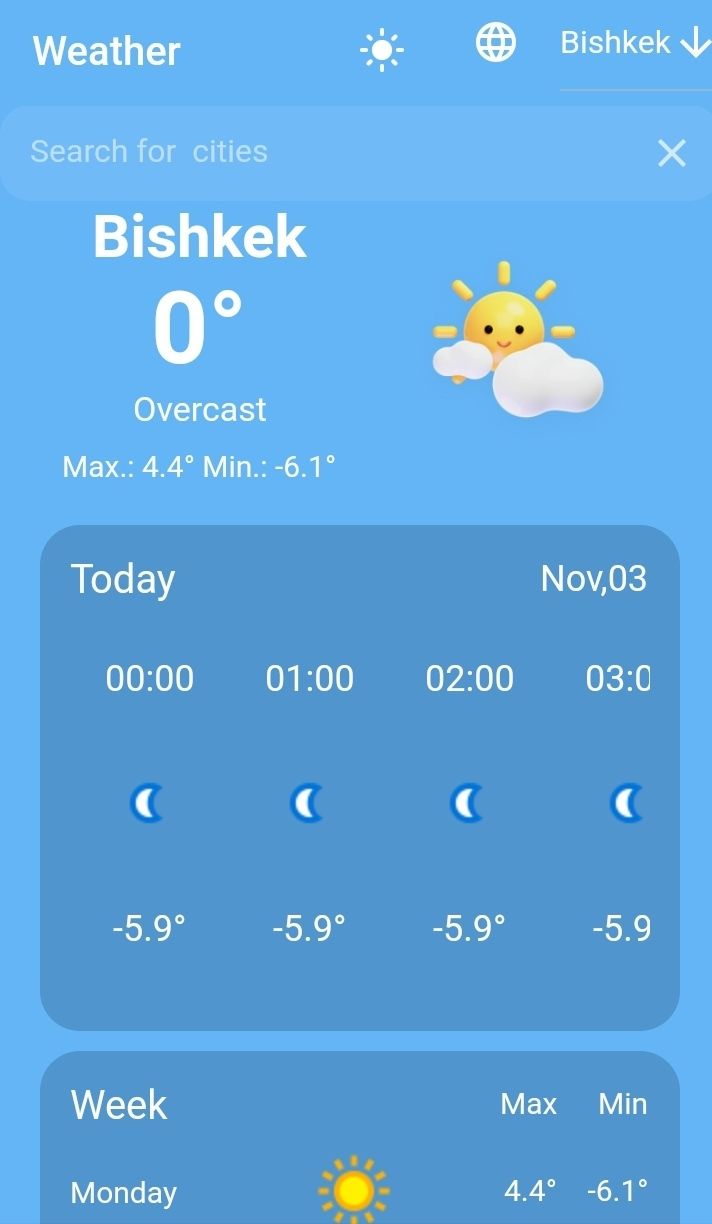 Weather Bishkek
Search for  cities
Bishkek
0°
Overcast
Max.: 4.4° Min.: -6.1°
Today Nov,03
00:00 01:00 02:00 03:0
-5.9° -5.9° -5.9° -5.9
Week Max Min
Monday 4.4° -6.1°